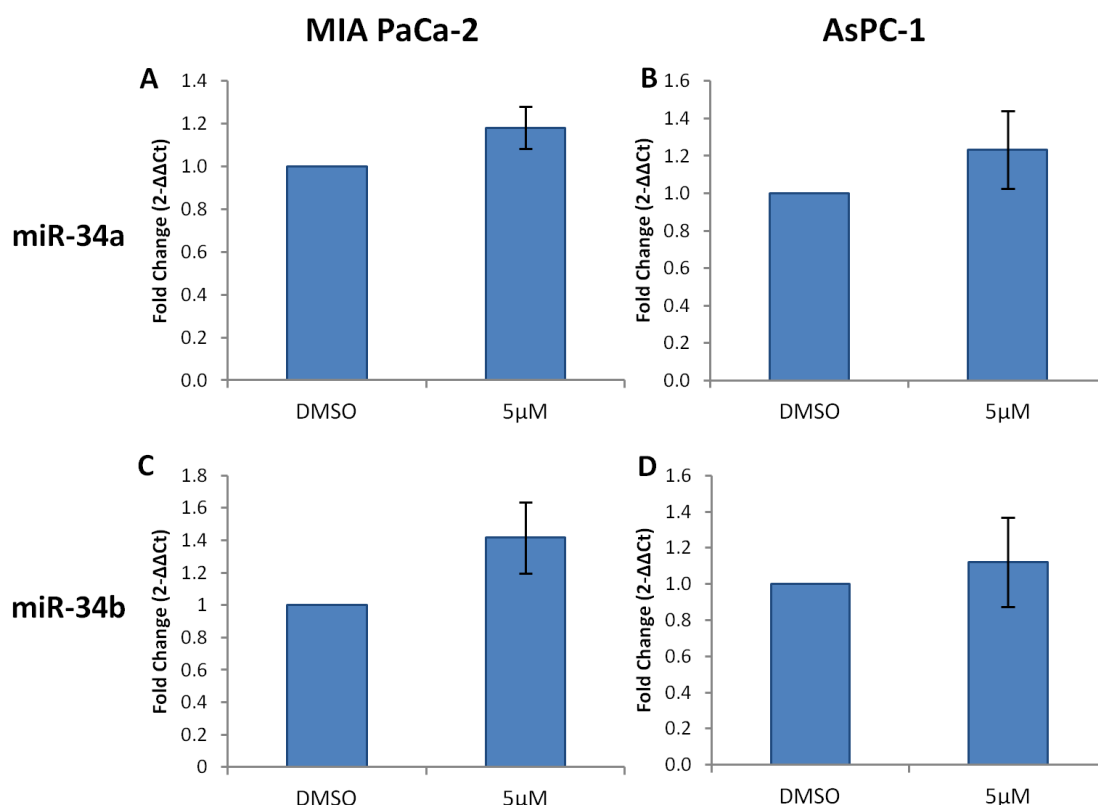 MIA PaCa-2
AsPC-1
A
Fold Change (2-ΔΔCt)
1.4
1.2
1.0
0.8
0.6
0.4
0.2
0.0
DMSO
5µM
B
Fold Change (2-ΔΔCt)
1.6
1.4
1.2
1.0
0.8
0.6
0.4
0.2
0.0
DMSO
5µM
miR-34a
C
Fold Change (2-ΔΔCt)
1.8
1.6
1.4
1.2
1
0.8
0.6
0.4
0.2
0
DMSO
5µM
D
Fold Change (2-ΔΔCt)
1.6
1.4
1.2
1.0
0.8
0.6
0.4
0.2
0.0
DMSO
5µM
miR-34b